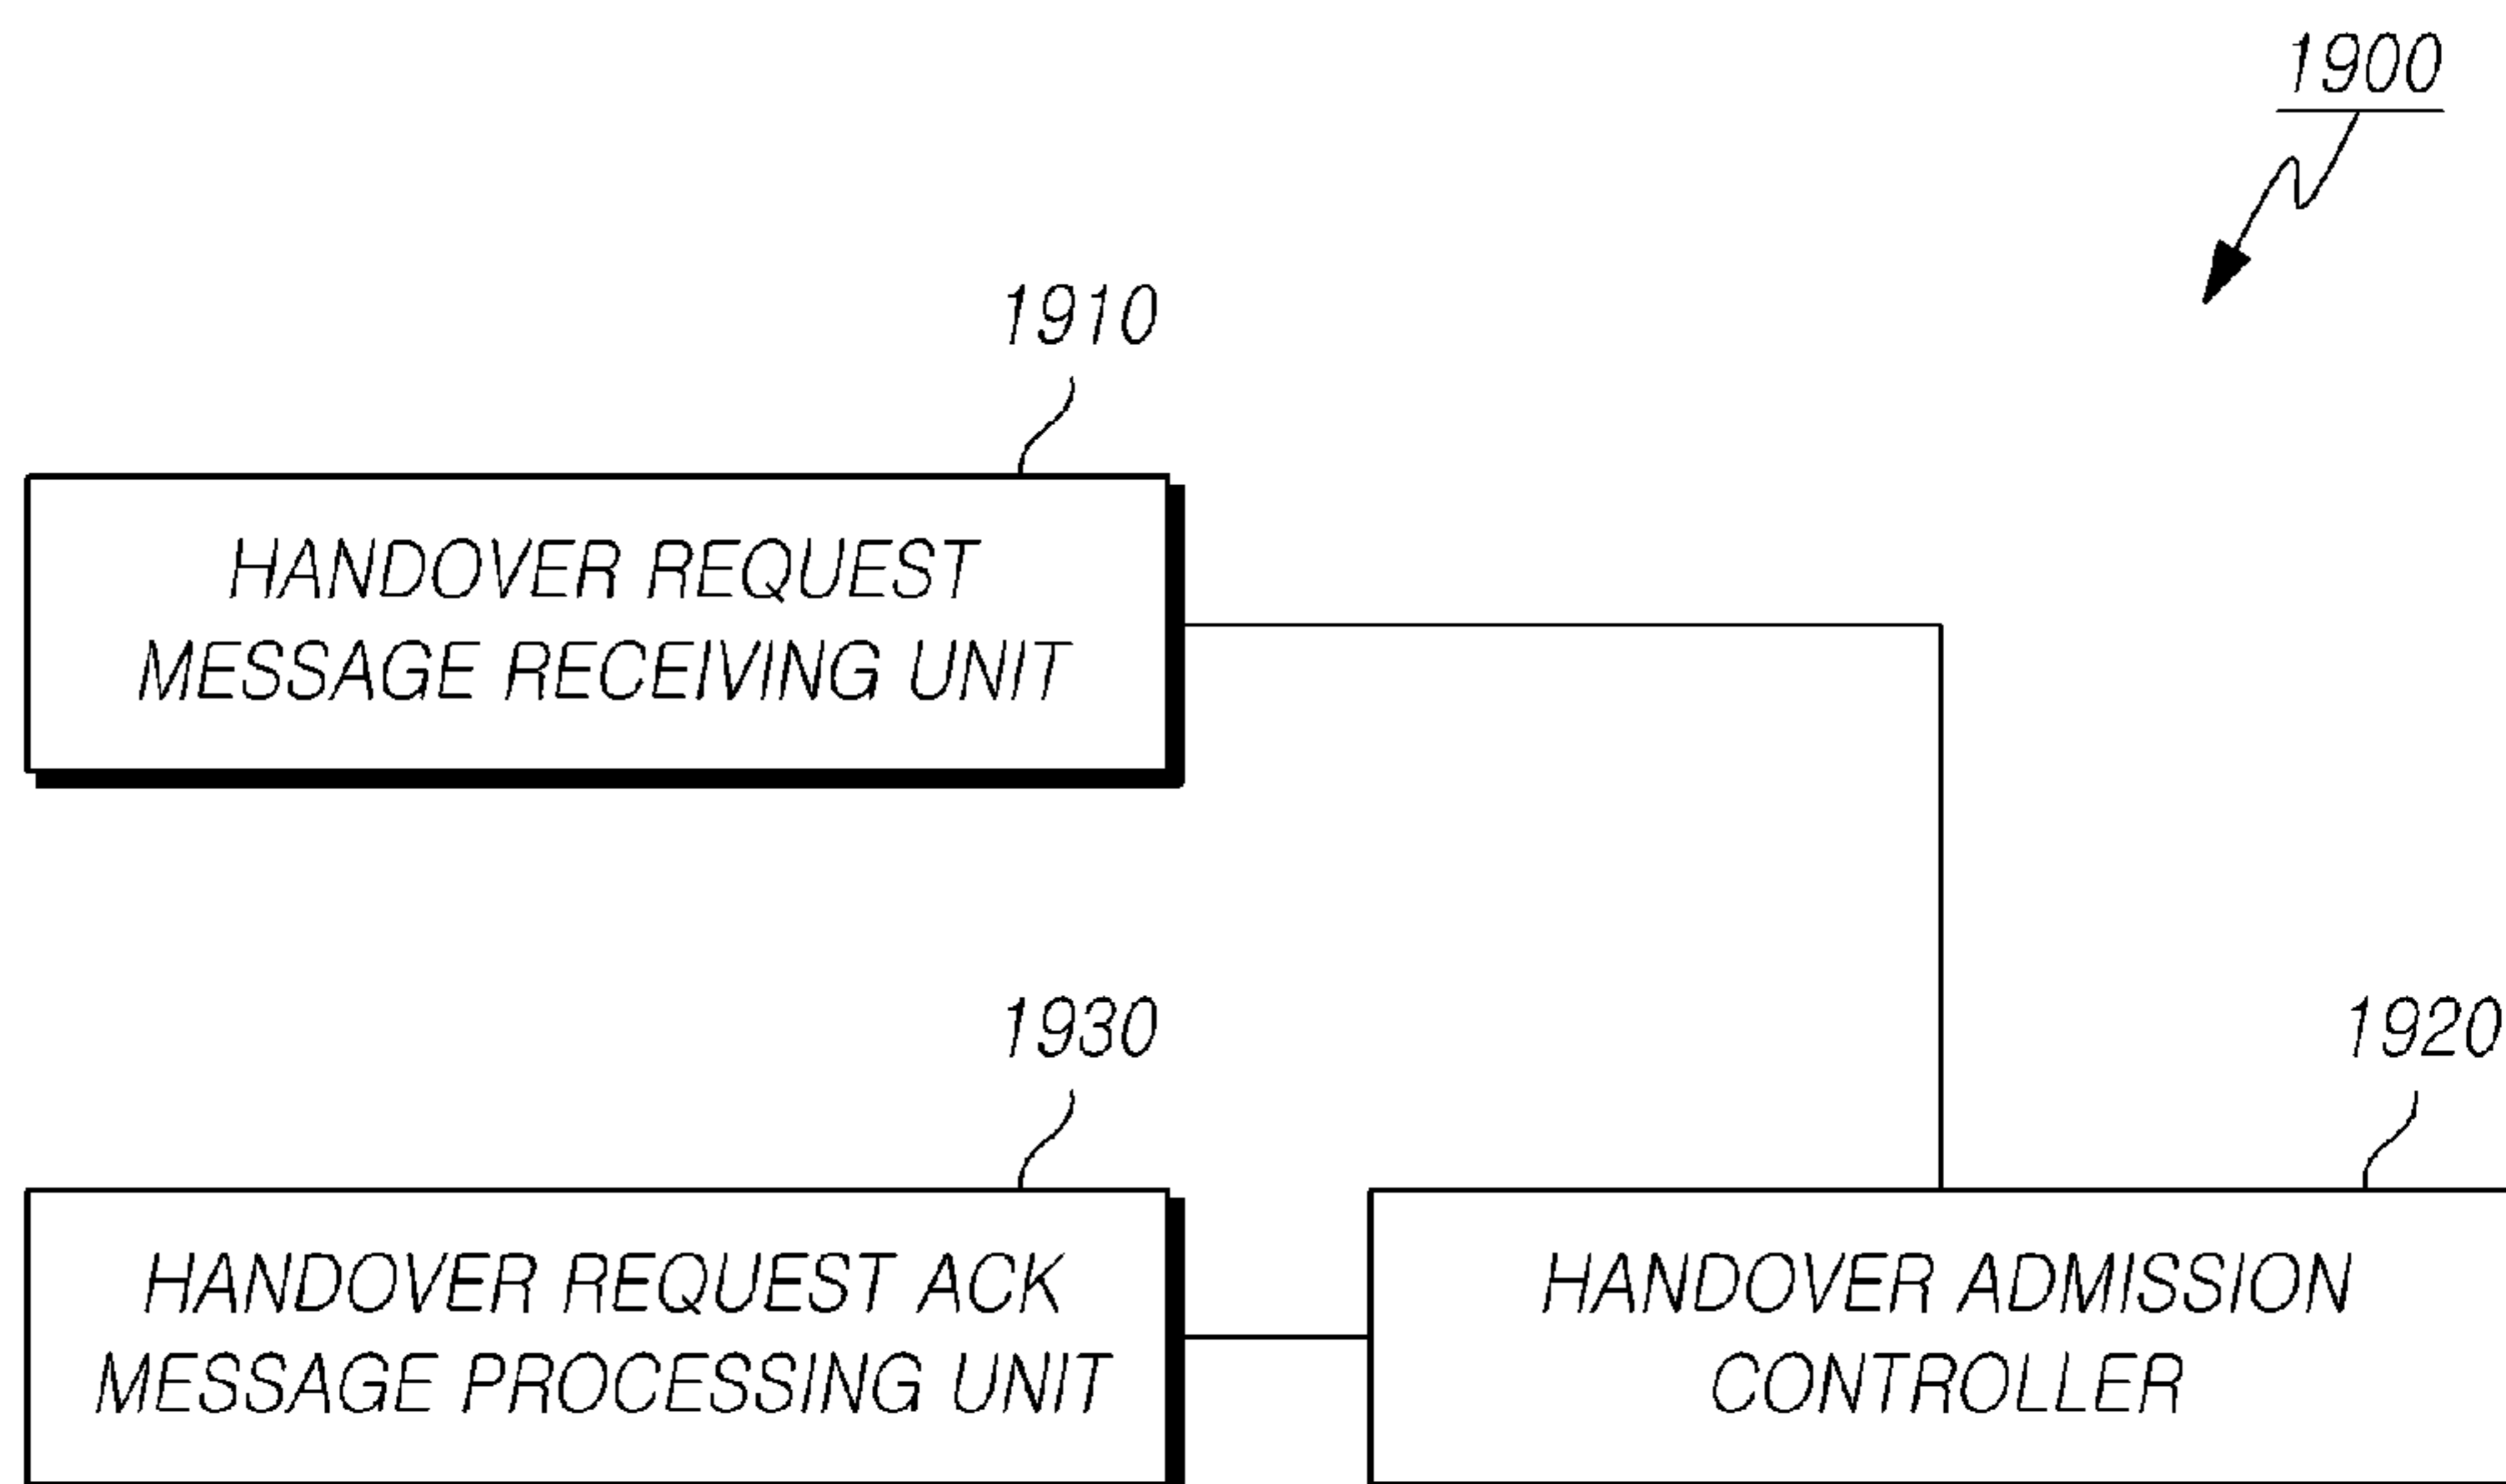 1900
1910
HANDOVER REQUEST
MESSAGE RECEIVING UNIT
1930
1920
HANDOVER REQUEST ACK
MESSAGE PROCESSING UNIT
HANDOVER ADMISSION
CONTROLLER